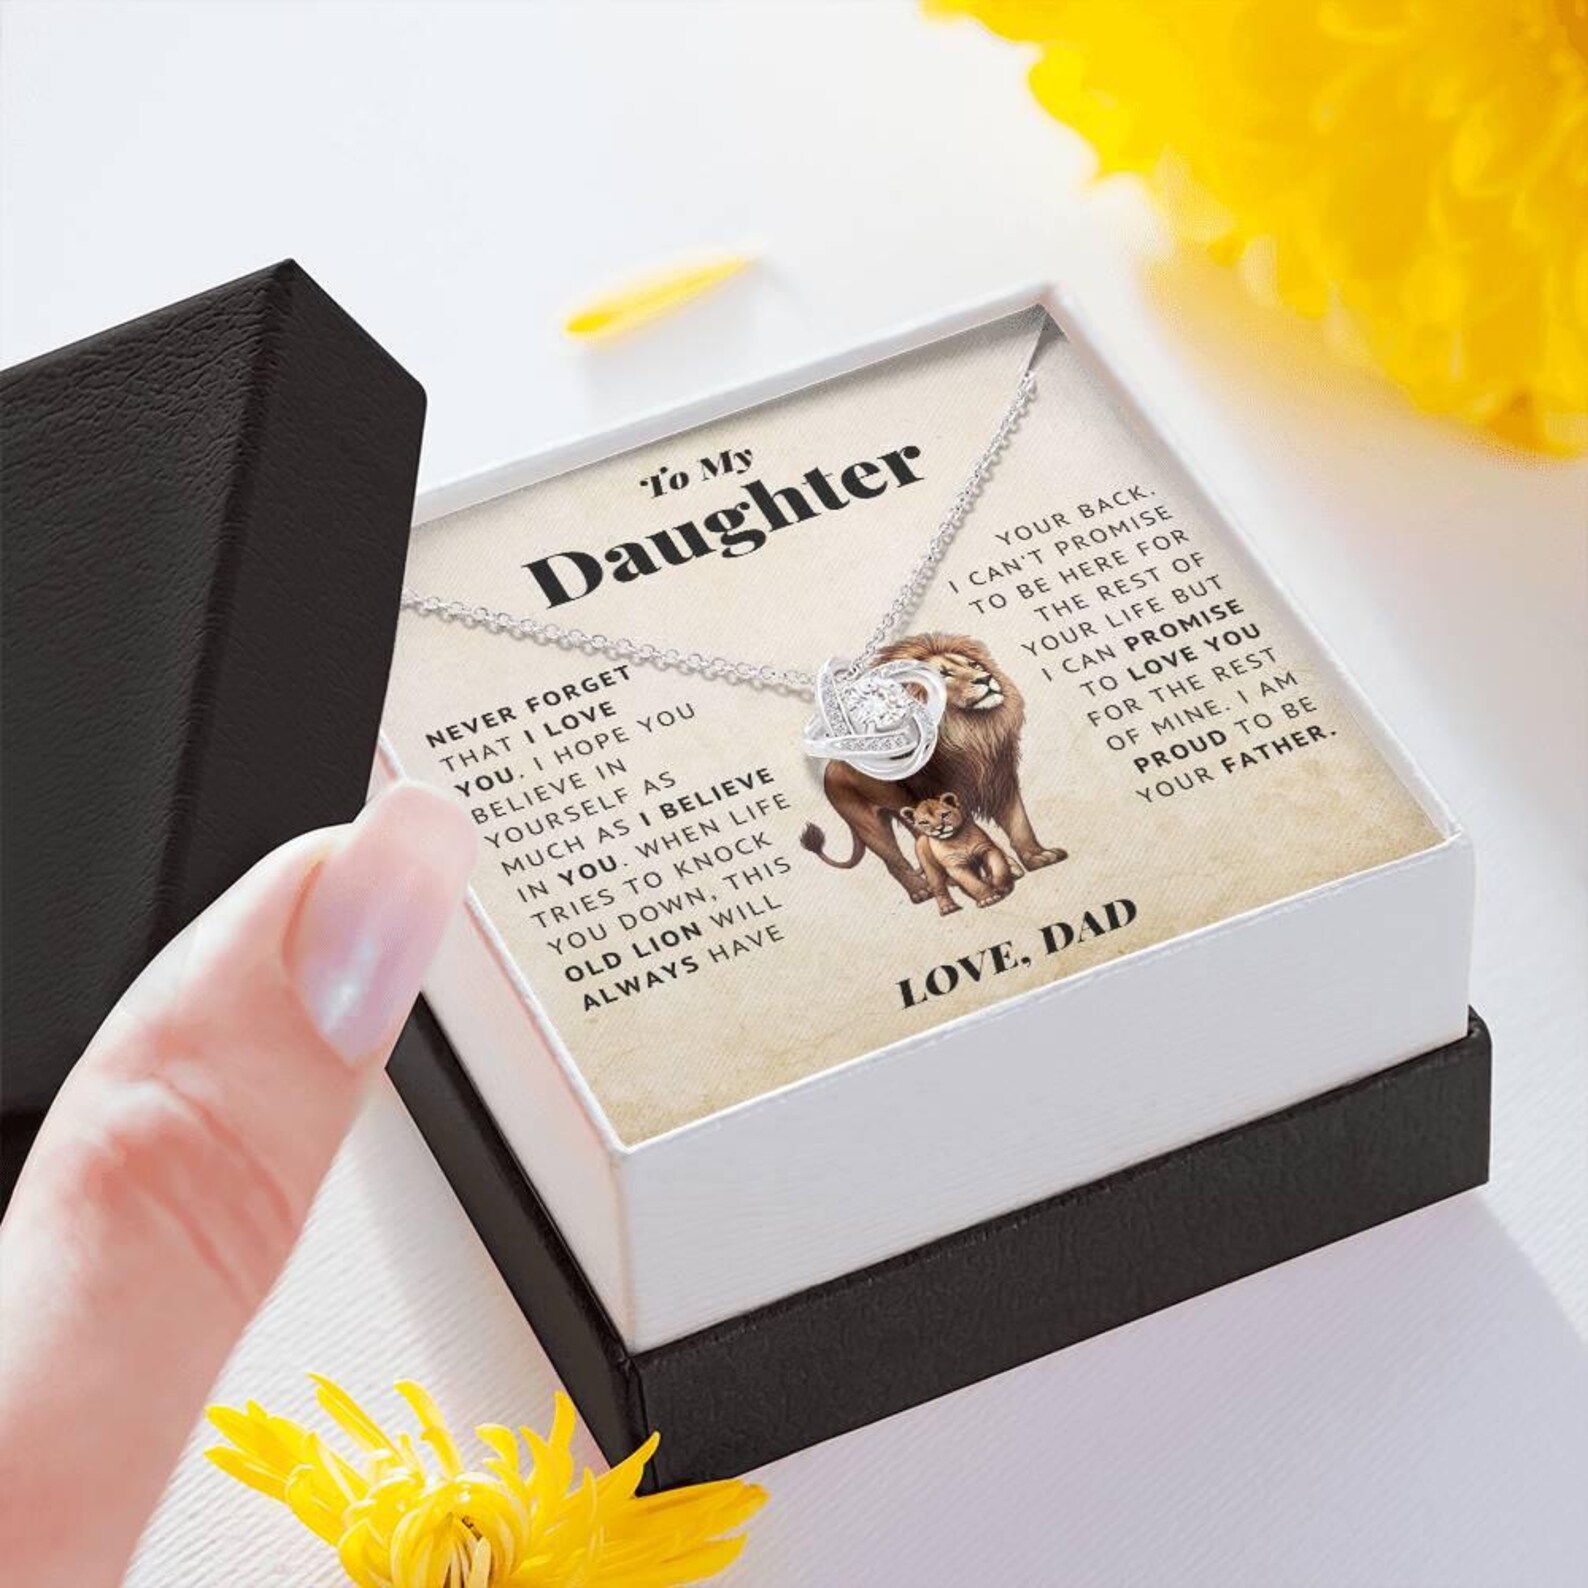 To My
Daughter
NEVER FORGET
THAT I LOVE
YOU. I HOPE YOU
BELIEVE IN
YOURSELF AS
MUCH AS I BELIEVE
IN YOU. WHEN LIFE
TRIES TO KNOCK
YOU DOWN, THIS
OLD LION WILL
ALWAYS HAVE
YOUR BACK.
I CAN'T PROMISE
TO BE HERE FOR
THE REST OF
YOUR LIFE BUT
I CAN PROMISE
TO LOVE YOU
FOR THE REST
OF MINE. I AM
PROUD TO BE
YOUR FATHER.
LOVE, DAD